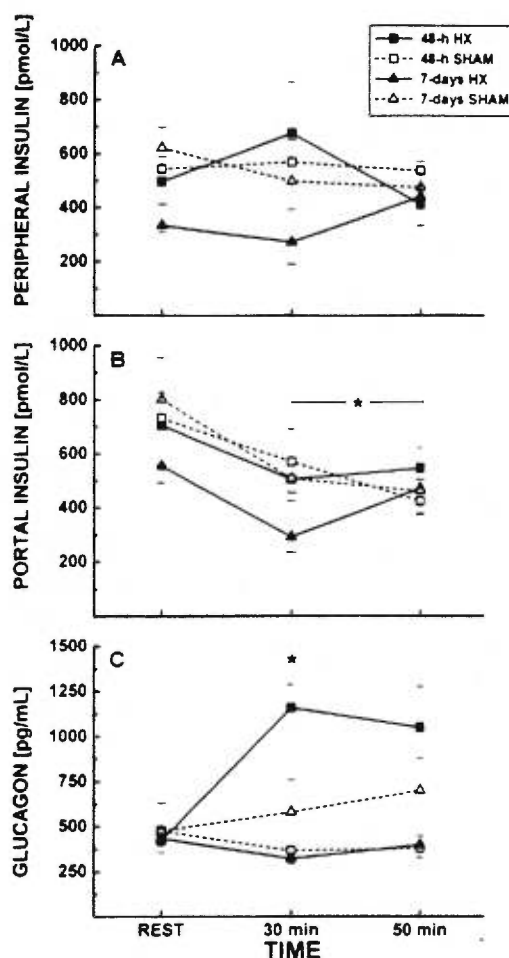 48-h HX
48-h SHAM
7-days HX
7-days SHAM
A
PERIPHERAL INSULIN [pmol/L]
1000
800
600
400
200
B
PORTAL INSULIN [pmol/L]
1000
800
600
400
200
C
GLUCAGON [pg/mL]
1500
1250
1000
750
500
250
REST
30 min
50 min
TIME